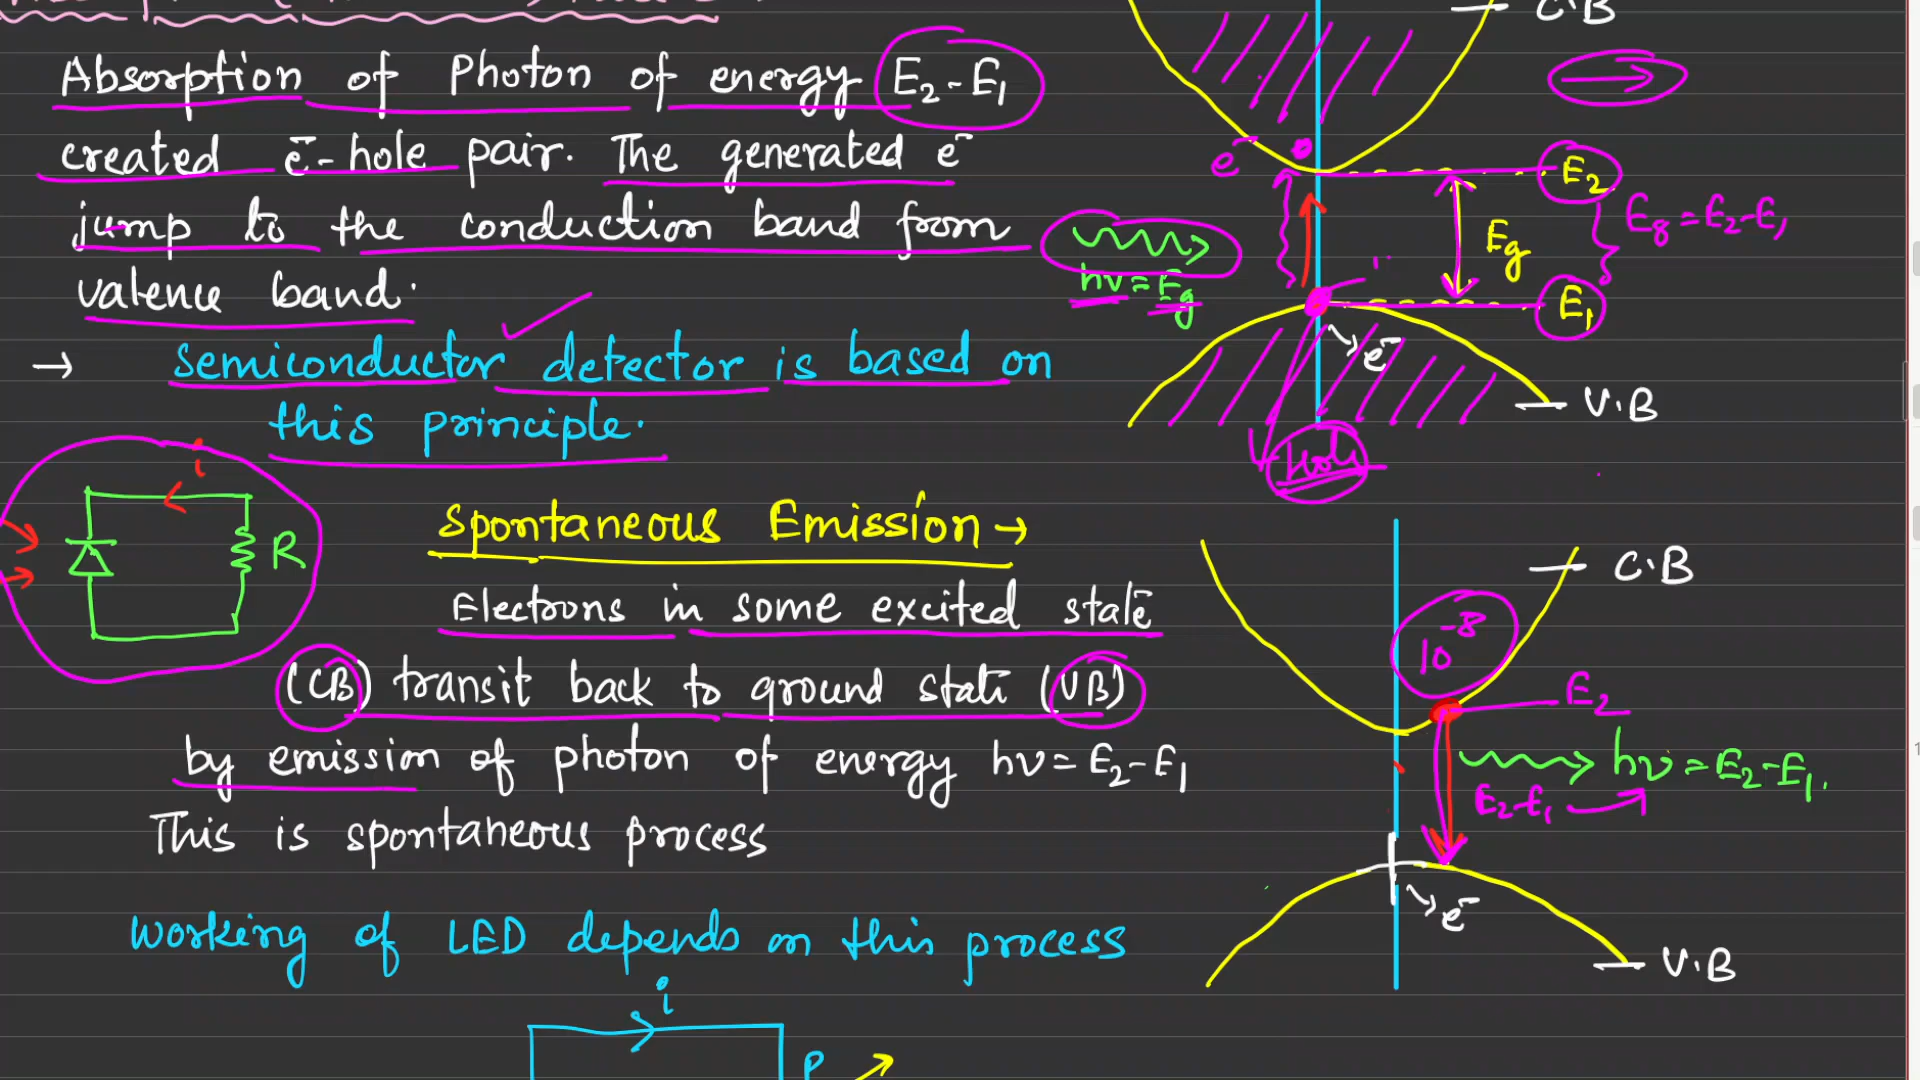 Absorption of Photon of energy E₂-E₁
created e⁻-hole pair. The generated e⁻
jump to the conduction band from
valence band.
→ Semiconductor detector is based on
this principle.
C.B
e⁻
E₂
Eg
Eg = E₂-E₁
hν = Eg
E₁
e⁻
V.B
hole
i
R
Spontaneous Emission →
Electrons in some excited state
(CB) transit back to ground state (VB)
by emission of photon of energy hν = E₂-E₁
This is spontaneous process
C.B
10⁻⁸
E₂
hν = E₂-E₁.
E₂-E₁
e⁻
V.B
Working of LED depends on this process
i
P